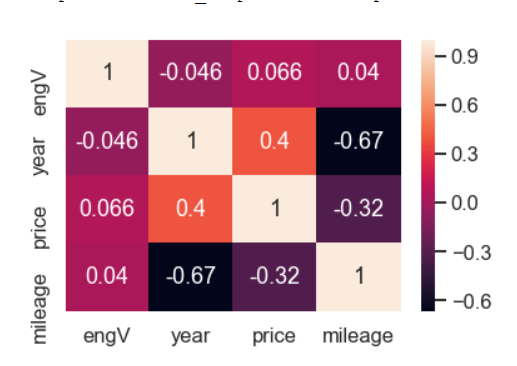 engV 1 -0.046 0.066 0.04
year -0.046 1 0.4 -0.67
price 0.066 0.4 1 -0.32
mileage 0.04 -0.67 -0.32 1
engV year price mileage
0.9
0.6
0.3
0.0
−0.3
−0.6